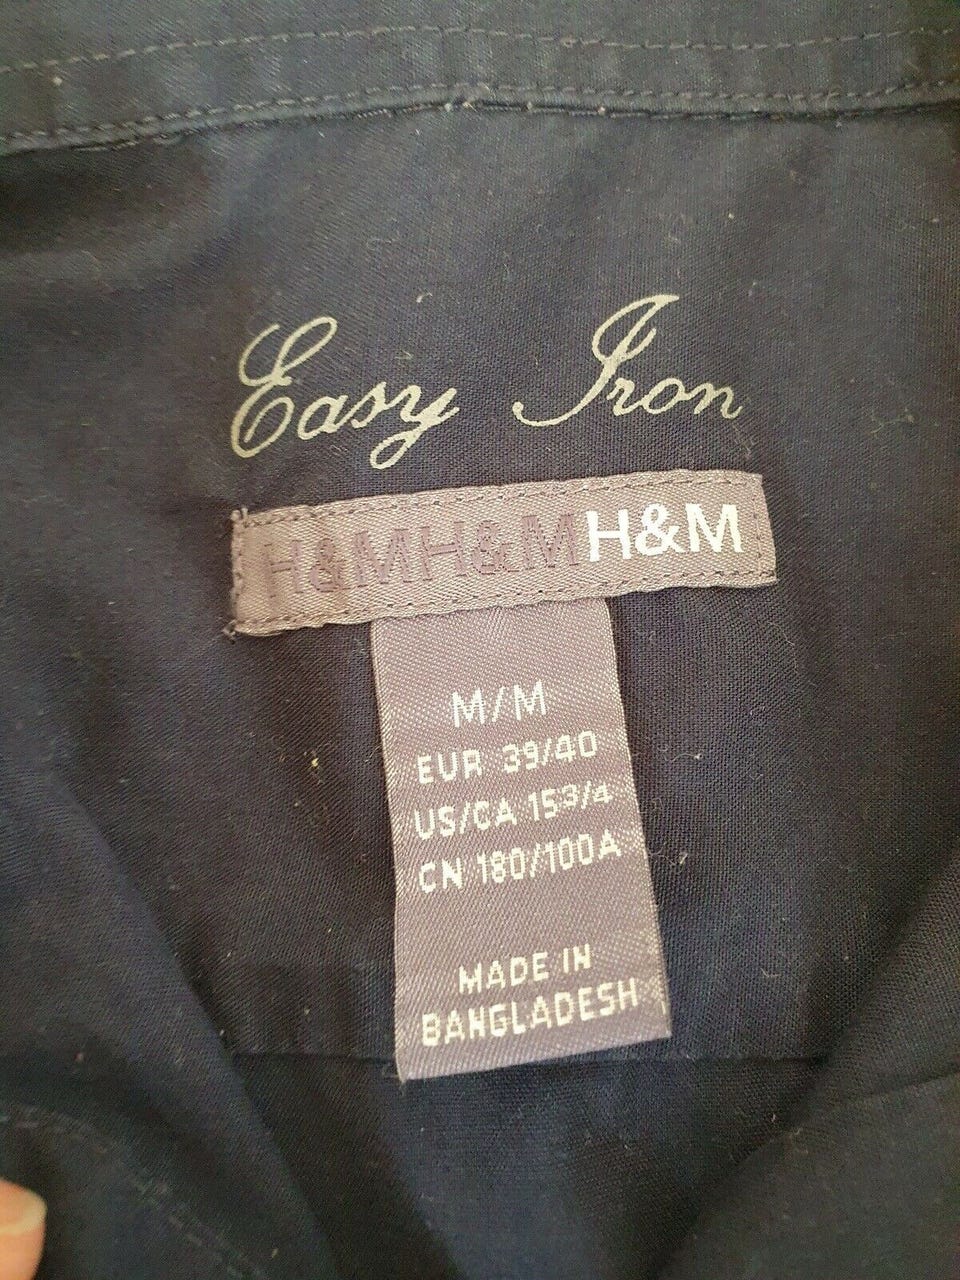 Easy Iron
H&MH&MH&M
M/M
EUR 39/40
US/CA 15 3/4
CN 180/100A
MADE IN
BANGLADESH